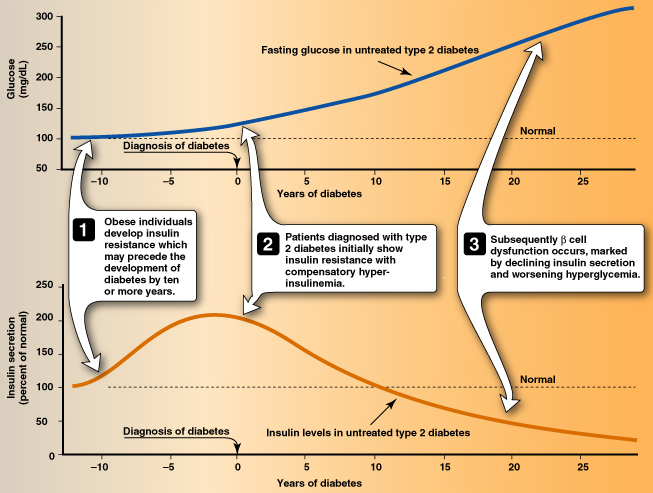 300
250
200
150
100
50
Glucose
(mg/dL)
Fasting glucose in untreated type 2 diabetes
Normal
Diagnosis of diabetes
–10
–5
0
5
10
15
20
25
Years of diabetes
1
Obese individuals
develop insulin
resistance which
may precede the
development of
diabetes by ten
or more years.
2
Patients diagnosed with type
2 diabetes initially show
insulin resistance with
compensatory hyper-
insulinemia.
3
Subsequently β cell
dysfunction occurs, marked
by declining insulin secretion
and worsening hyperglycemia.
250
200
150
100
50
0
Insulin secretion
(percent of normal)
Normal
Diagnosis of diabetes
Insulin levels in untreated type 2 diabetes
–10
–5
0
5
10
15
20
25
Years of diabetes